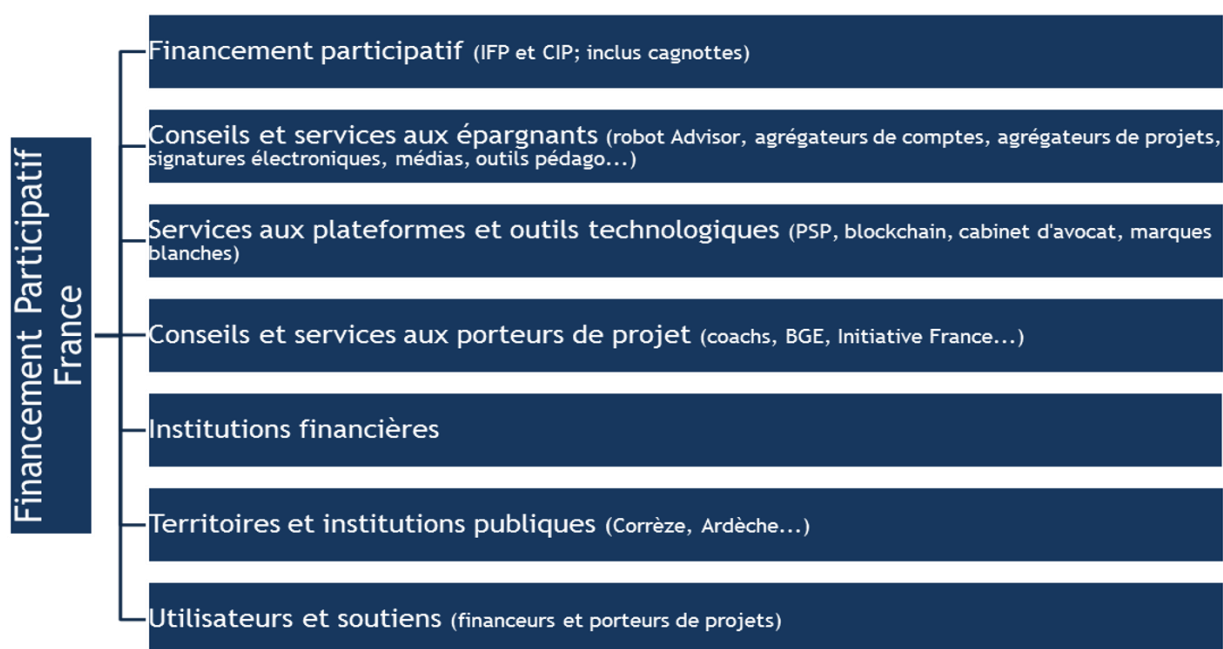 Financement Participatif
France
Financement participatif (IFP et CIP; inclus cagnottes)
Conseils et services aux épargnants (robot Advisor, agrégateurs de comptes, agrégateurs de projets,
signatures électroniques, médias, outils pédago...)
Services aux plateformes et outils technologiques (PSP, blockchain, cabinet d'avocat, marques
blanches)
Conseils et services aux porteurs de projet (coachs, BGE, Initiative France...)
Institutions financières
Territoires et institutions publiques (Corrèze, Ardèche...)
Utilisateurs et soutiens (financeurs et porteurs de projets)